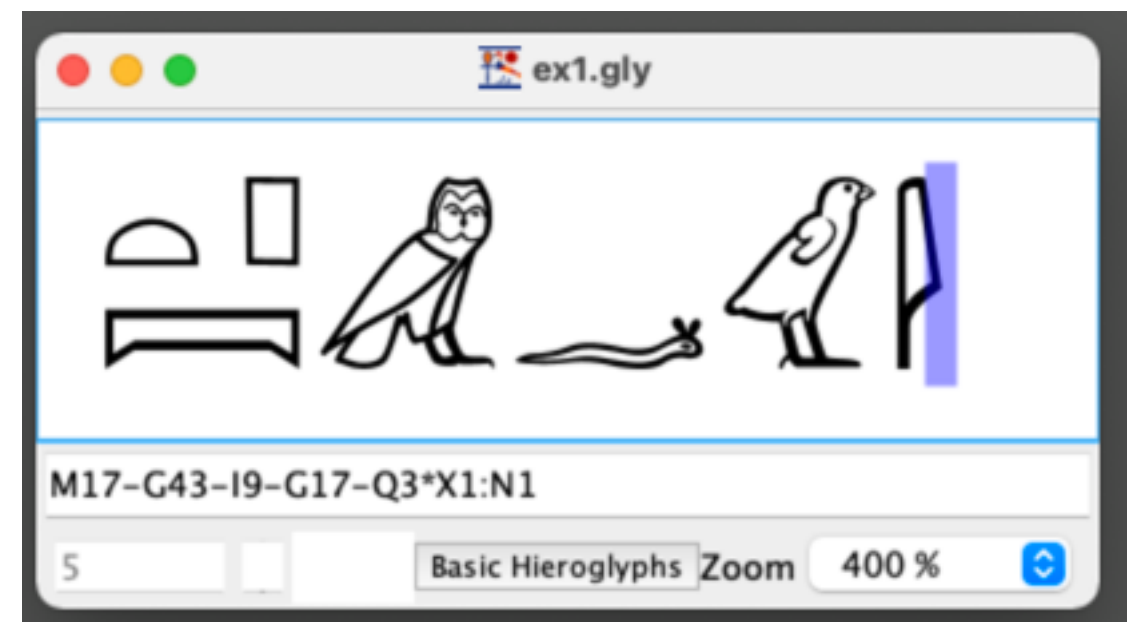 ex1.gly
𓇋𓅱𓆑𓅓𓊪𓏏𓇯
M17-G43-I9-G17-Q3*X1:N1
5 Basic Hieroglyphs Zoom 400 %